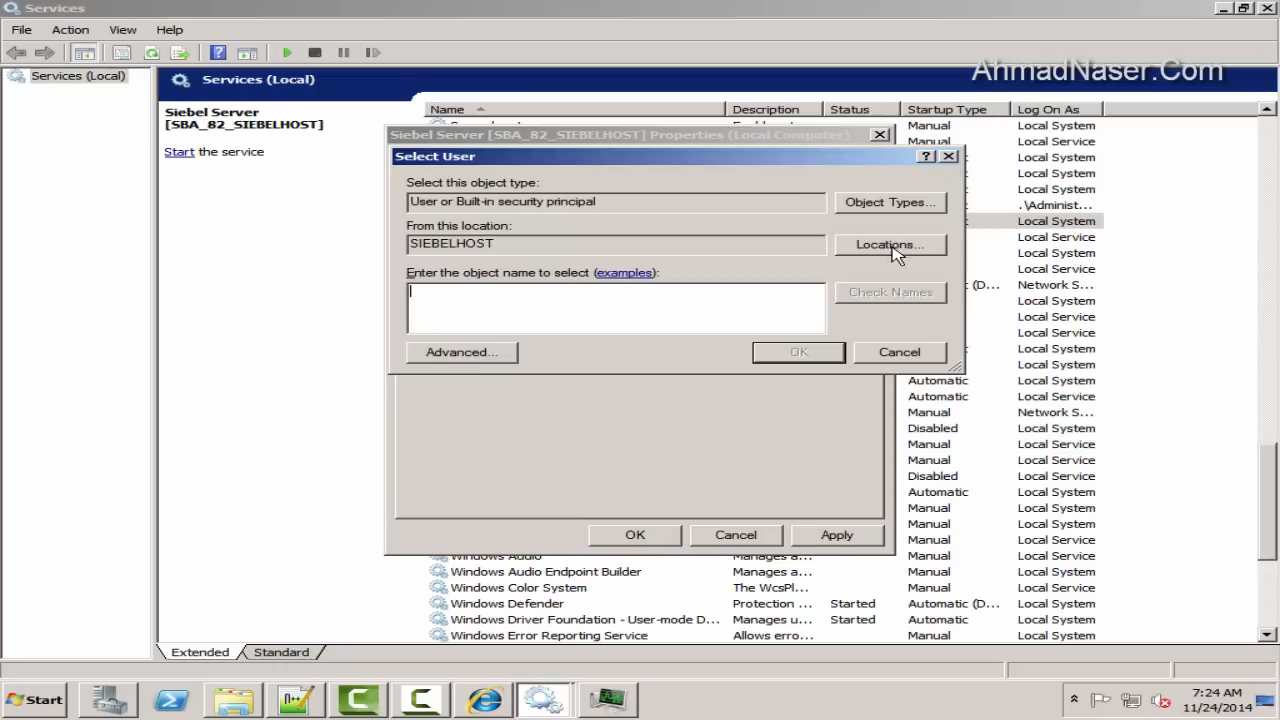 Services
File Action View Help
Services (Local)
Services (Local)
AhmadNaser.Com
Siebel Server
[SBA_82_SIEBELHOST]
Start the service
Name Description Status Startup Type Log On As
Manual Local System
Manual Local Service
Siebel Server [SBA_82_SIEBELHOST] Properties (Local Computer)
Select User
Select this object type:
User or Built-in security principal
Object Types...
From this location:
SIEBELHOST
Locations...
Enter the object name to select (examples):
Check Names
Advanced...
OK
Cancel
Local System
Local System
Local System
.\Administ...
Local System
Local Service
Local System
Local Service
(D... Network S...
Local System
Local Service
Local Service
Local System
Local System
Automatic Local System
Automatic Local Service
Manual Network S...
Disabled Local System
Manual Local Service
Manual Local Service
Disabled Local System
Automatic Local System
Manual Local System
Manual Local System
Manual Local Service
OK Cancel Apply
Windows Audio Manages a... Manual Local Service
Windows Audio Endpoint Builder Manages a... Manual Local System
Windows Color System The WcsPl... Manual Local Service
Windows Defender Protection ... Started Automatic (D... Local System
Windows Driver Foundation - User-mode D... Manages u... Started Manual Local System
Windows Error Reporting Service Allows erro... Manual Local System
Extended Standard
Start
7:24 AM
11/24/2014